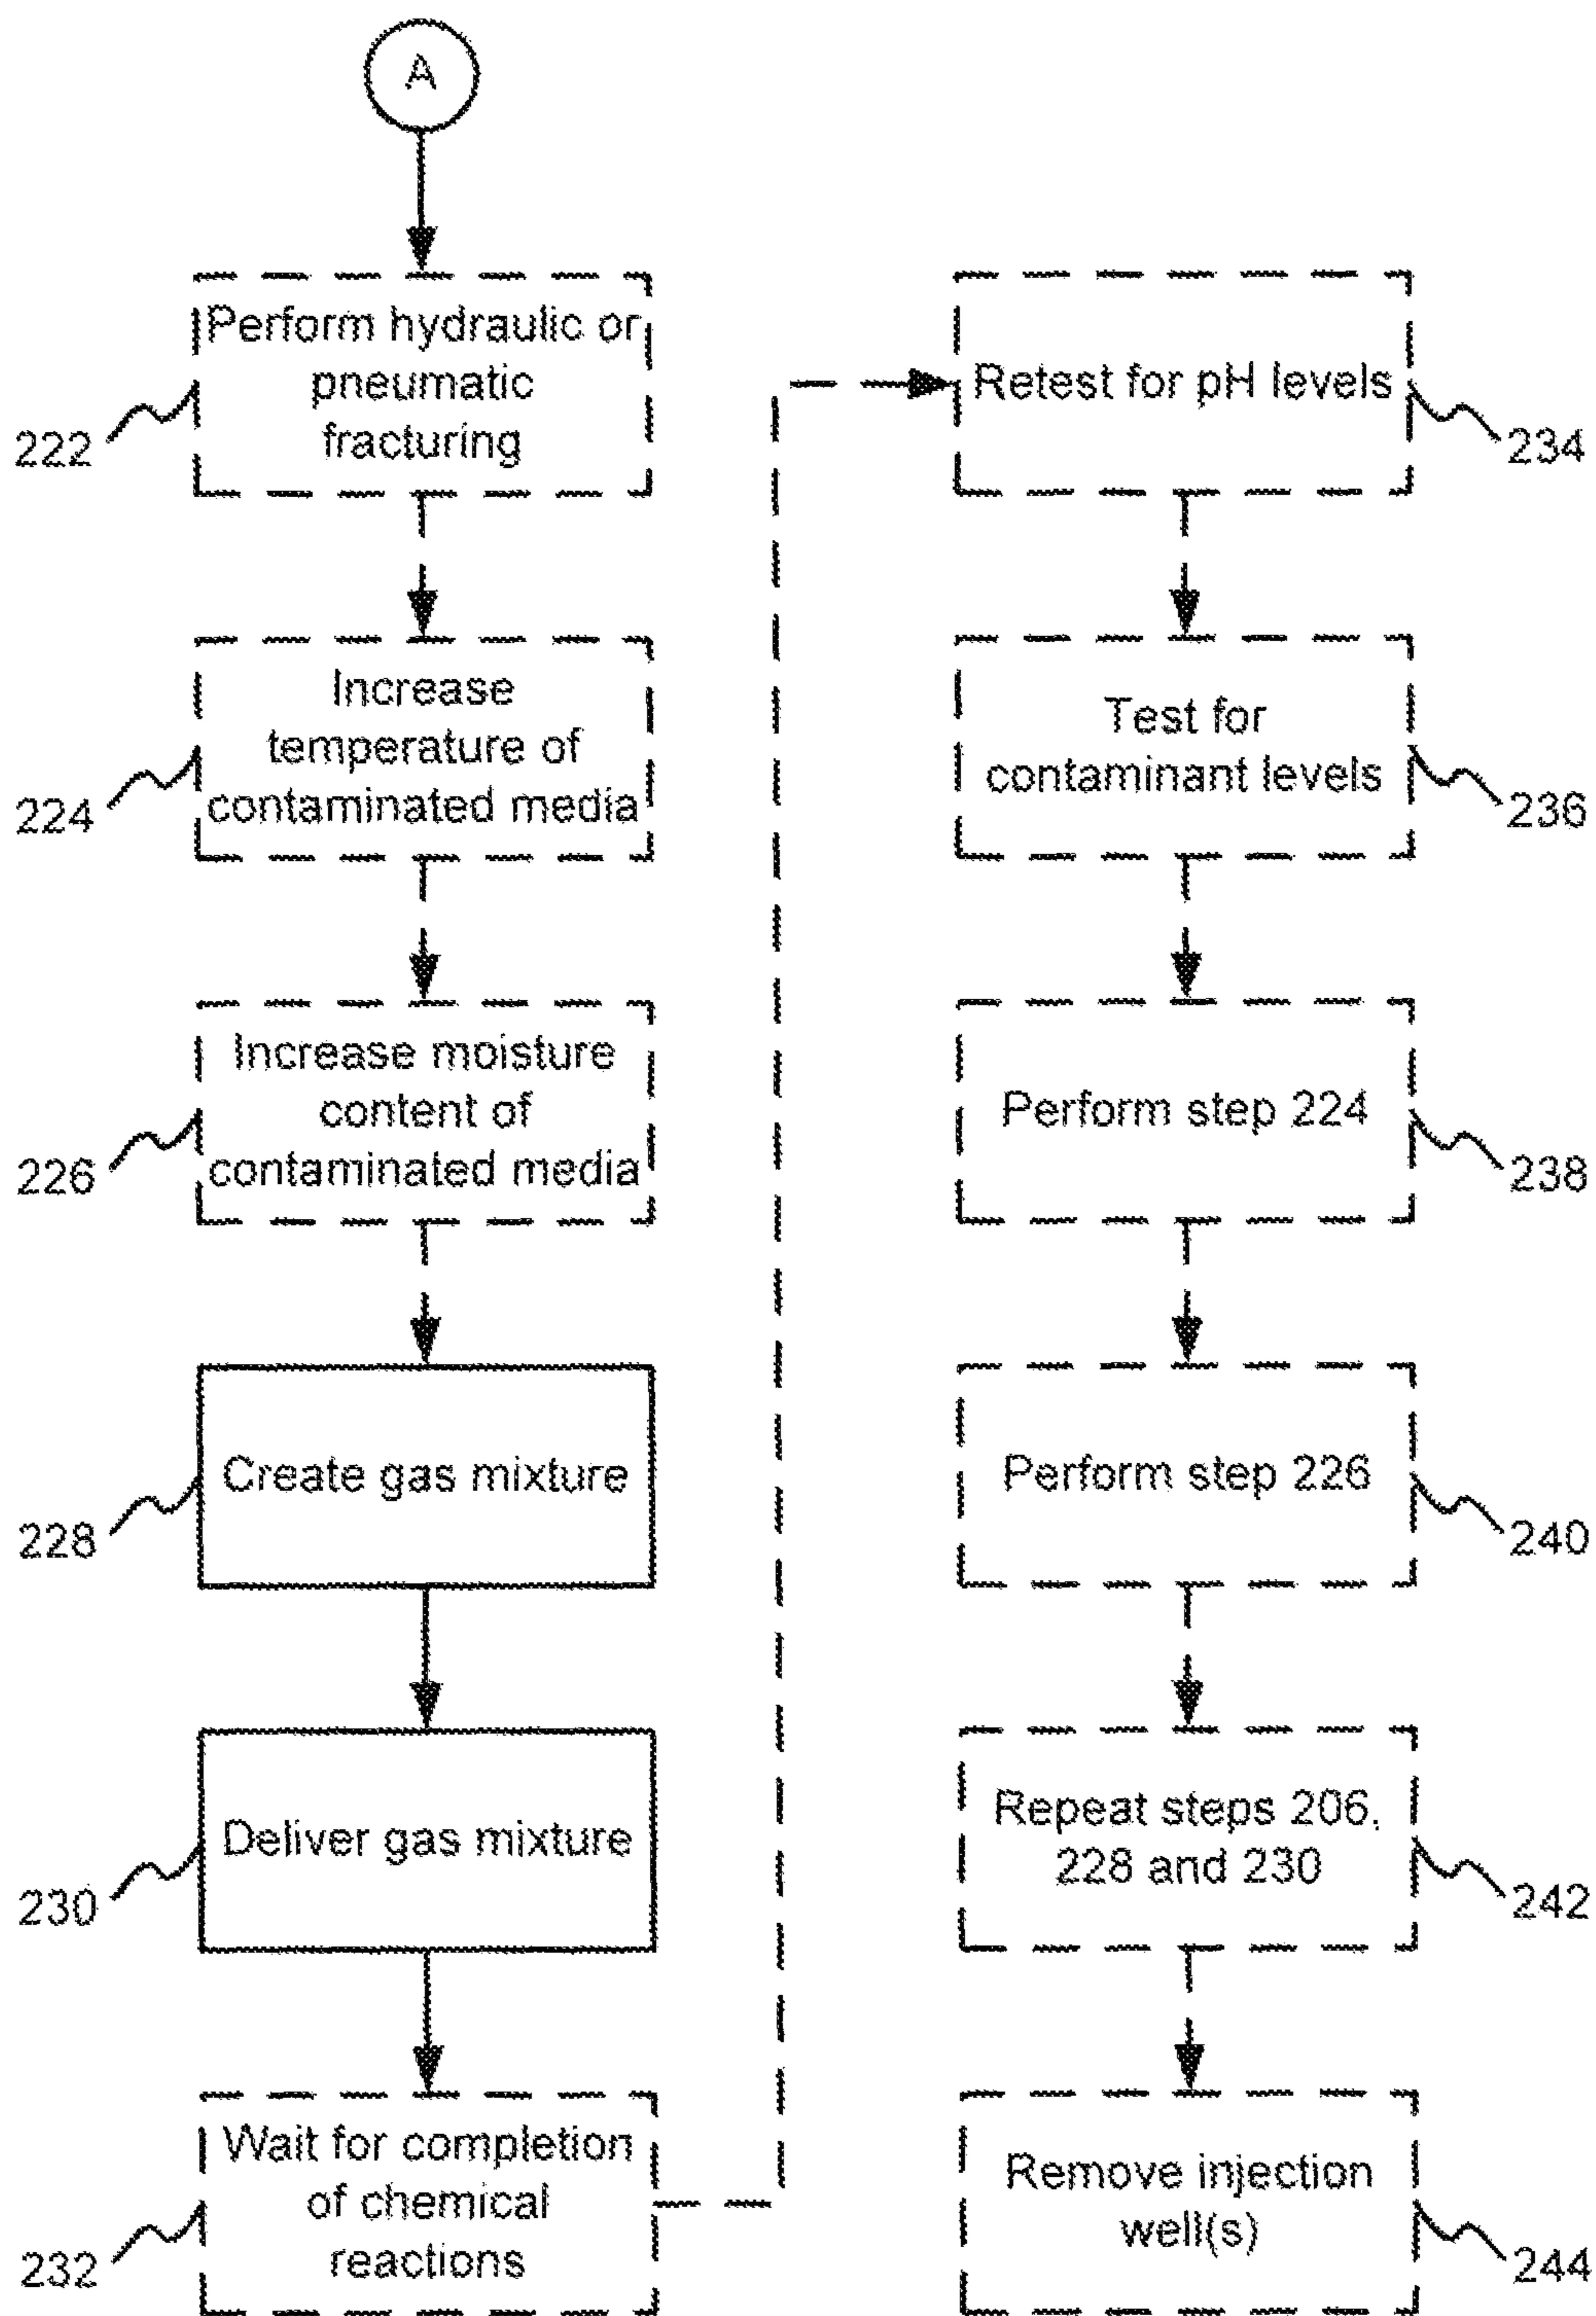 A
Perform hydraulic or
pneumatic
fracturing
222
Increase
temperature of
contaminated media
224
Increase moisture
content of
contaminated media
226
Create gas mixture
228
Deliver gas mixture
230
Wait for completion
of chemical
reactions
232
Retest for pH levels
234
Test for
contaminant levels
236
Perform step 224
238
Perform step 226
240
Repeat steps 206,
228 and 230
242
Remove injection
well(s)
244